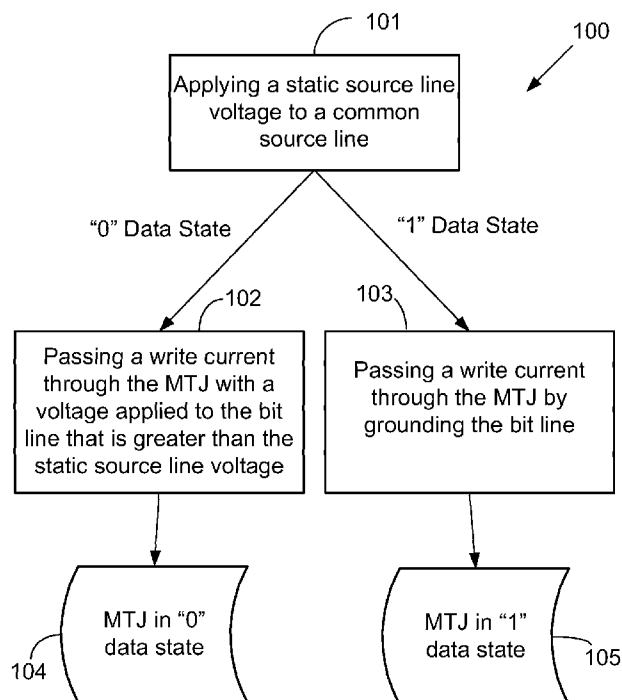 101
100
Applying a static source line
voltage to a common
source line
“0” Data State
“1” Data State
102
103
Passing a write current
through the MTJ with a
voltage applied to the bit
line that is greater than the
static source line voltage
Passing a write current
through the MTJ by
grounding the bit line
MTJ in “0”
data state
104
MTJ in “1”
data state
105